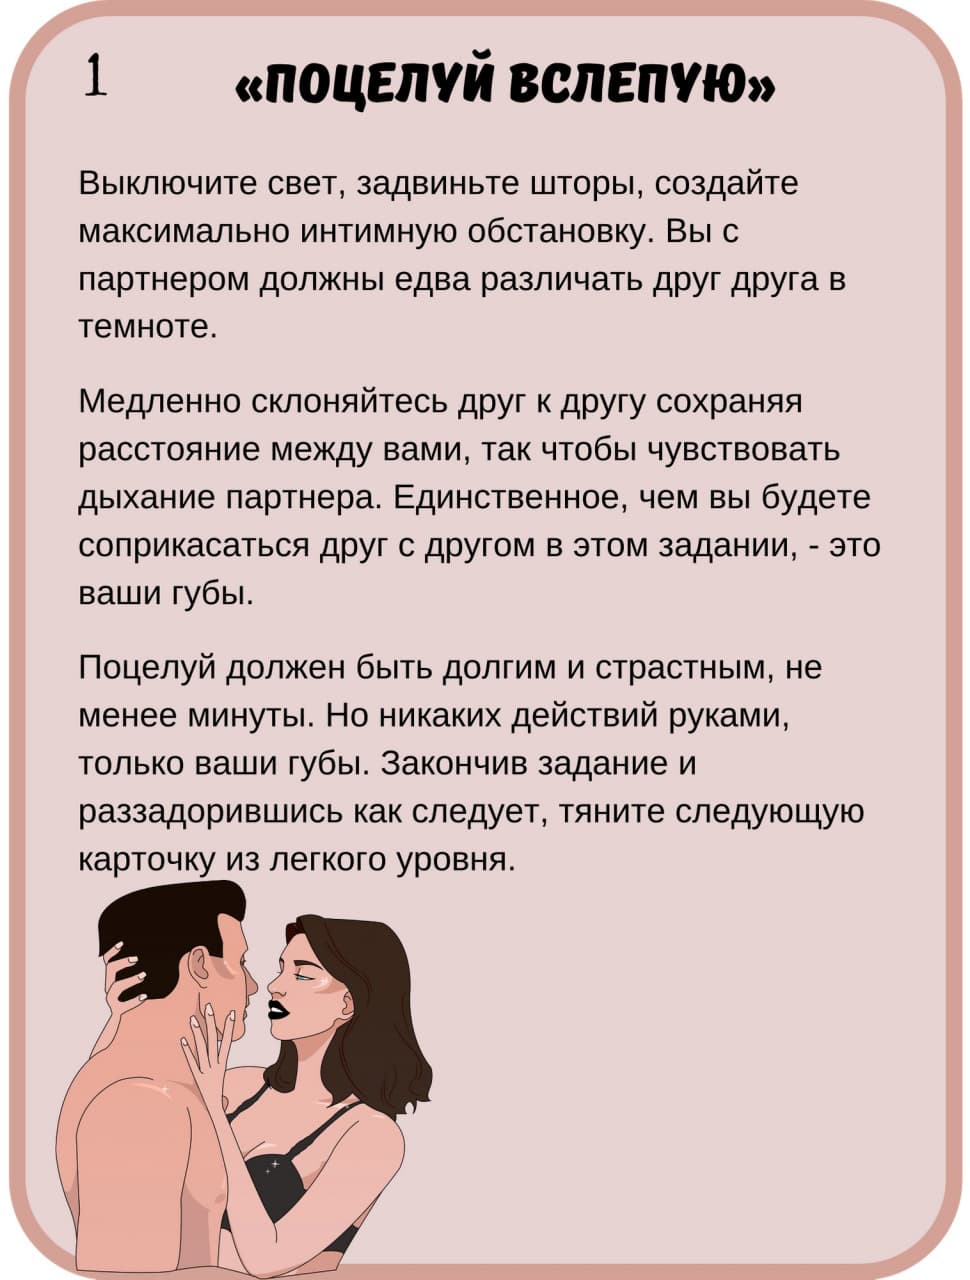 1
«ПОЦЕЛУЙ ВСЛЕПУЮ»
Выключите свет, задвиньте шторы, создайте
максимально интимную обстановку. Вы с
партнером должны едва различать друг друга в
темноте.
Медленно склоняйтесь друг к другу сохраняя
расстояние между вами, так чтобы чувствовать
дыхание партнера. Единственное, чем вы будете
соприкасаться друг с другом в этом задании, - это
ваши губы.
Поцелуй должен быть долгим и страстным, не
менее минуты. Но никаких действий руками,
только ваши губы. Закончив задание и
раззадорившись как следует, тяните следующую
карточку из легкого уровня.